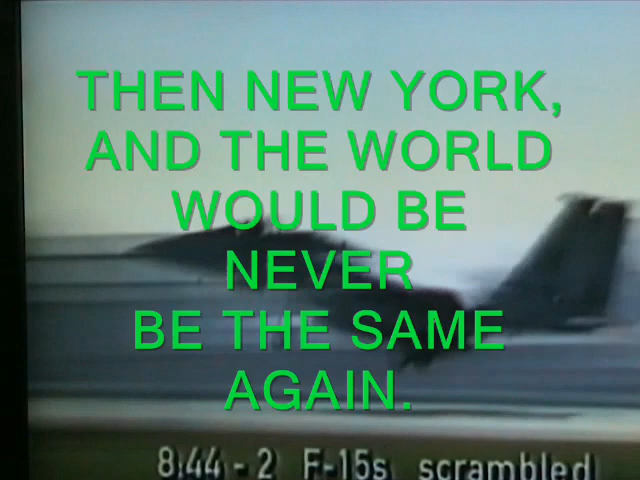 THEN NEW YORK,
AND THE WORLD
WOULD BE
NEVER
BE THE SAME
AGAIN.
8:44 - 2 F-15s scrambled